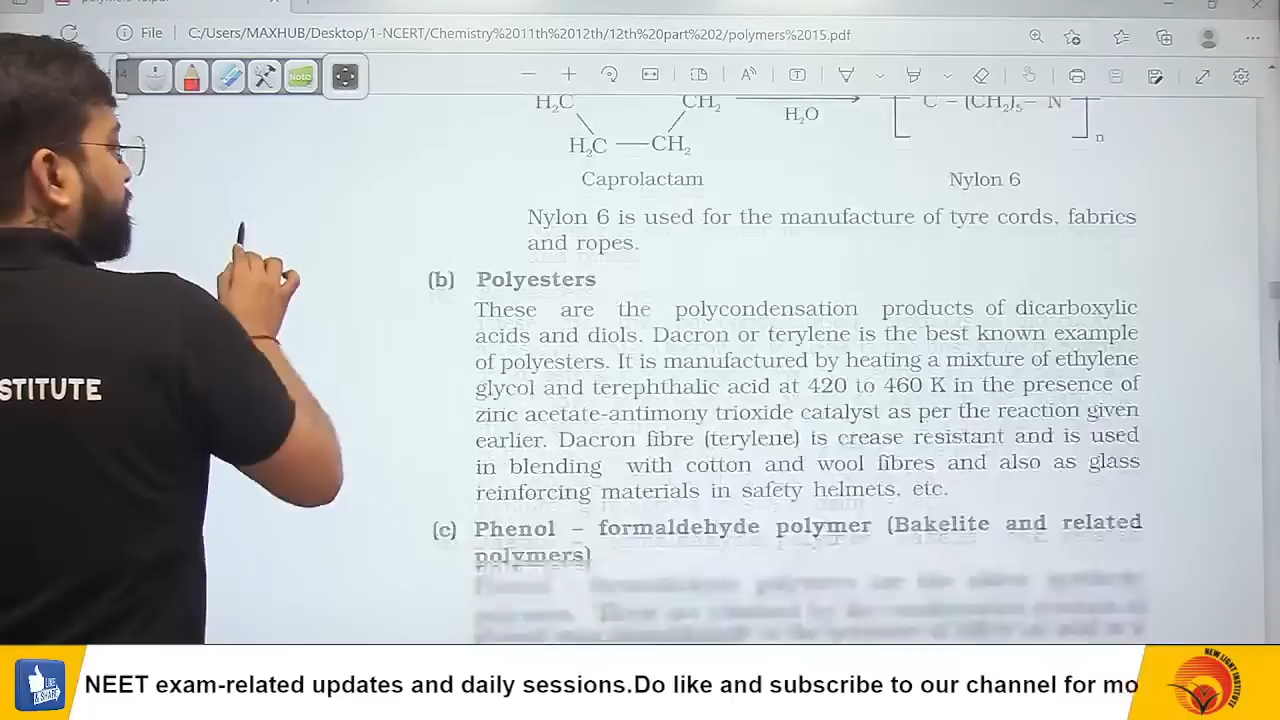 File C:/Users/MAXHUB/Desktop/1-NCERT/Chemistry%2011th%2012th/12th%20part%202/polymers%2015.pdf
Note
H₂C CH₂ H₂O C – (CH₂)₅ – N
H₂C — CH₂ n
Caprolactam Nylon 6
Nylon 6 is used for the manufacture of tyre cords, fabrics
and ropes.
(b) Polyesters
These are the polycondensation products of dicarboxylic
acids and diols. Dacron or terylene is the best known example
of polyesters. It is manufactured by heating a mixture of ethylene
glycol and terephthalic acid at 420 to 460 K in the presence of
zinc acetate-antimony trioxide catalyst as per the reaction given
earlier. Dacron fibre (terylene) is crease resistant and is used
in blending with cotton and wool fibres and also as glass
reinforcing materials in safety helmets, etc.
(c) Phenol – formaldehyde polymer (Bakelite and related
polymers)
STITUTE
LIKE & SHARE
NEET exam-related updates and daily sessions.Do like and subscribe to our channel for mo
NEW LIGHT INSTITUTE